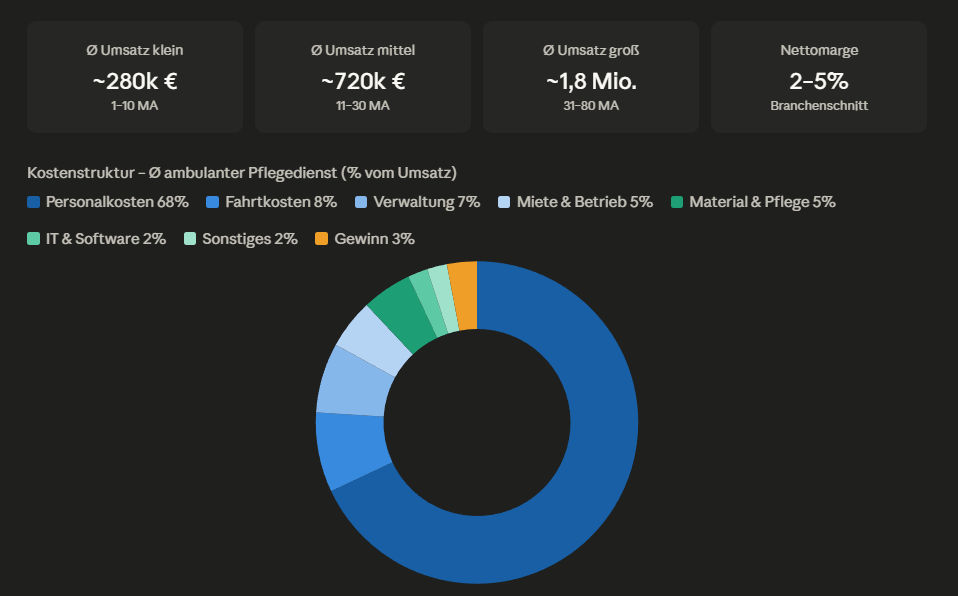 Ø Umsatz klein
~280k €
1–10 MA
Ø Umsatz mittel
~720k €
11–30 MA
Ø Umsatz groß
~1,8 Mio.
31–80 MA
Nettomarge
2–5%
Branchenschnitt
Kostenstruktur – Ø ambulanter Pflegedienst (% vom Umsatz)
Personalkosten 68% Fahrtkosten 8% Verwaltung 7% Miete & Betrieb 5% Material & Pflege 5%
IT & Software 2% Sonstiges 2% Gewinn 3%